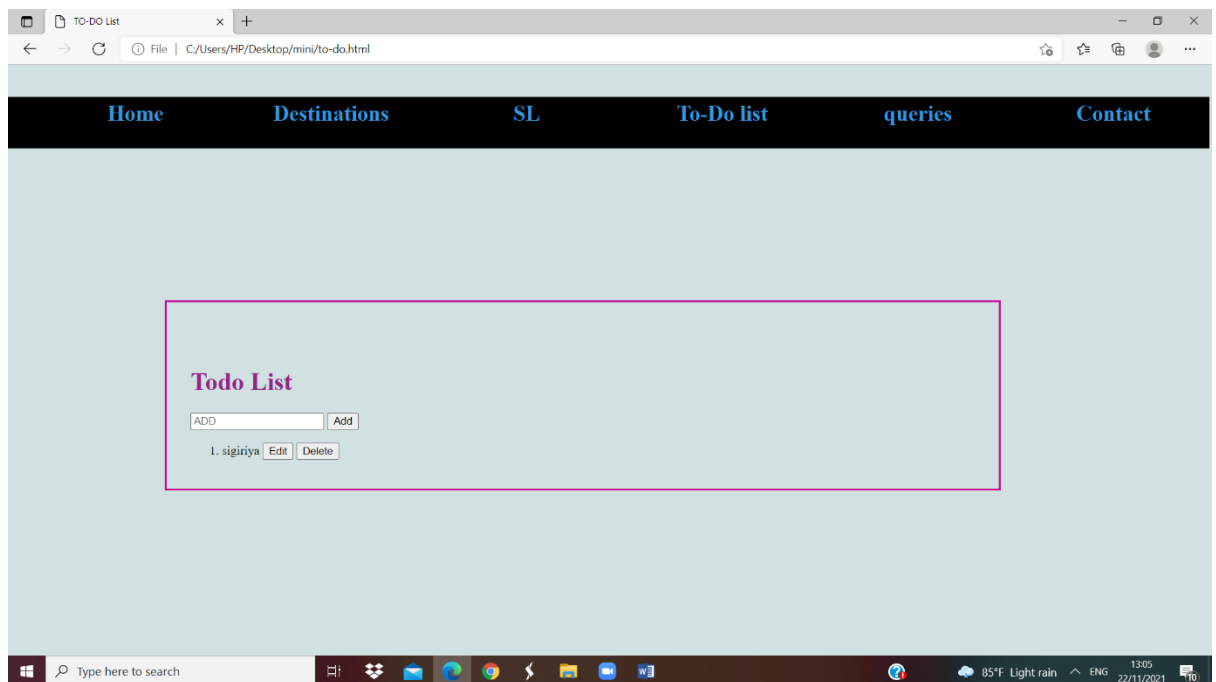 TO-DO List
File | C:/Users/HP/Desktop/mini/to-do.html
Home Destinations SL To-Do list queries Contact
Todo List
ADD Add
1. sigiriya Edit Delete
Type here to search 85°F Light rain ENG 13:05
22/11/2021 10